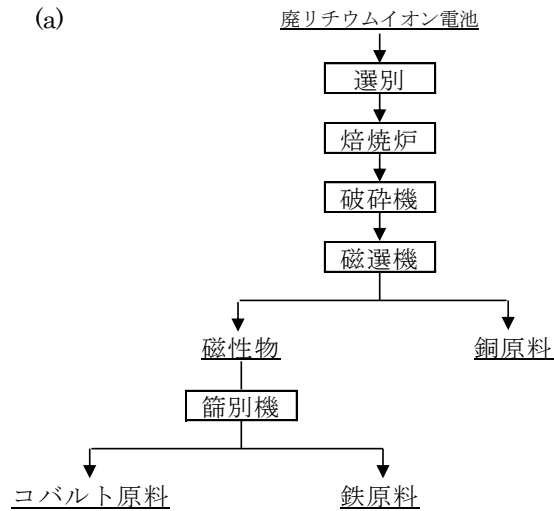 (a)
廃リチウムイオン電池
選別
焙焼炉
破砕機
磁選機
磁性物
銅原料
篩別機
コバルト原料
鉄原料